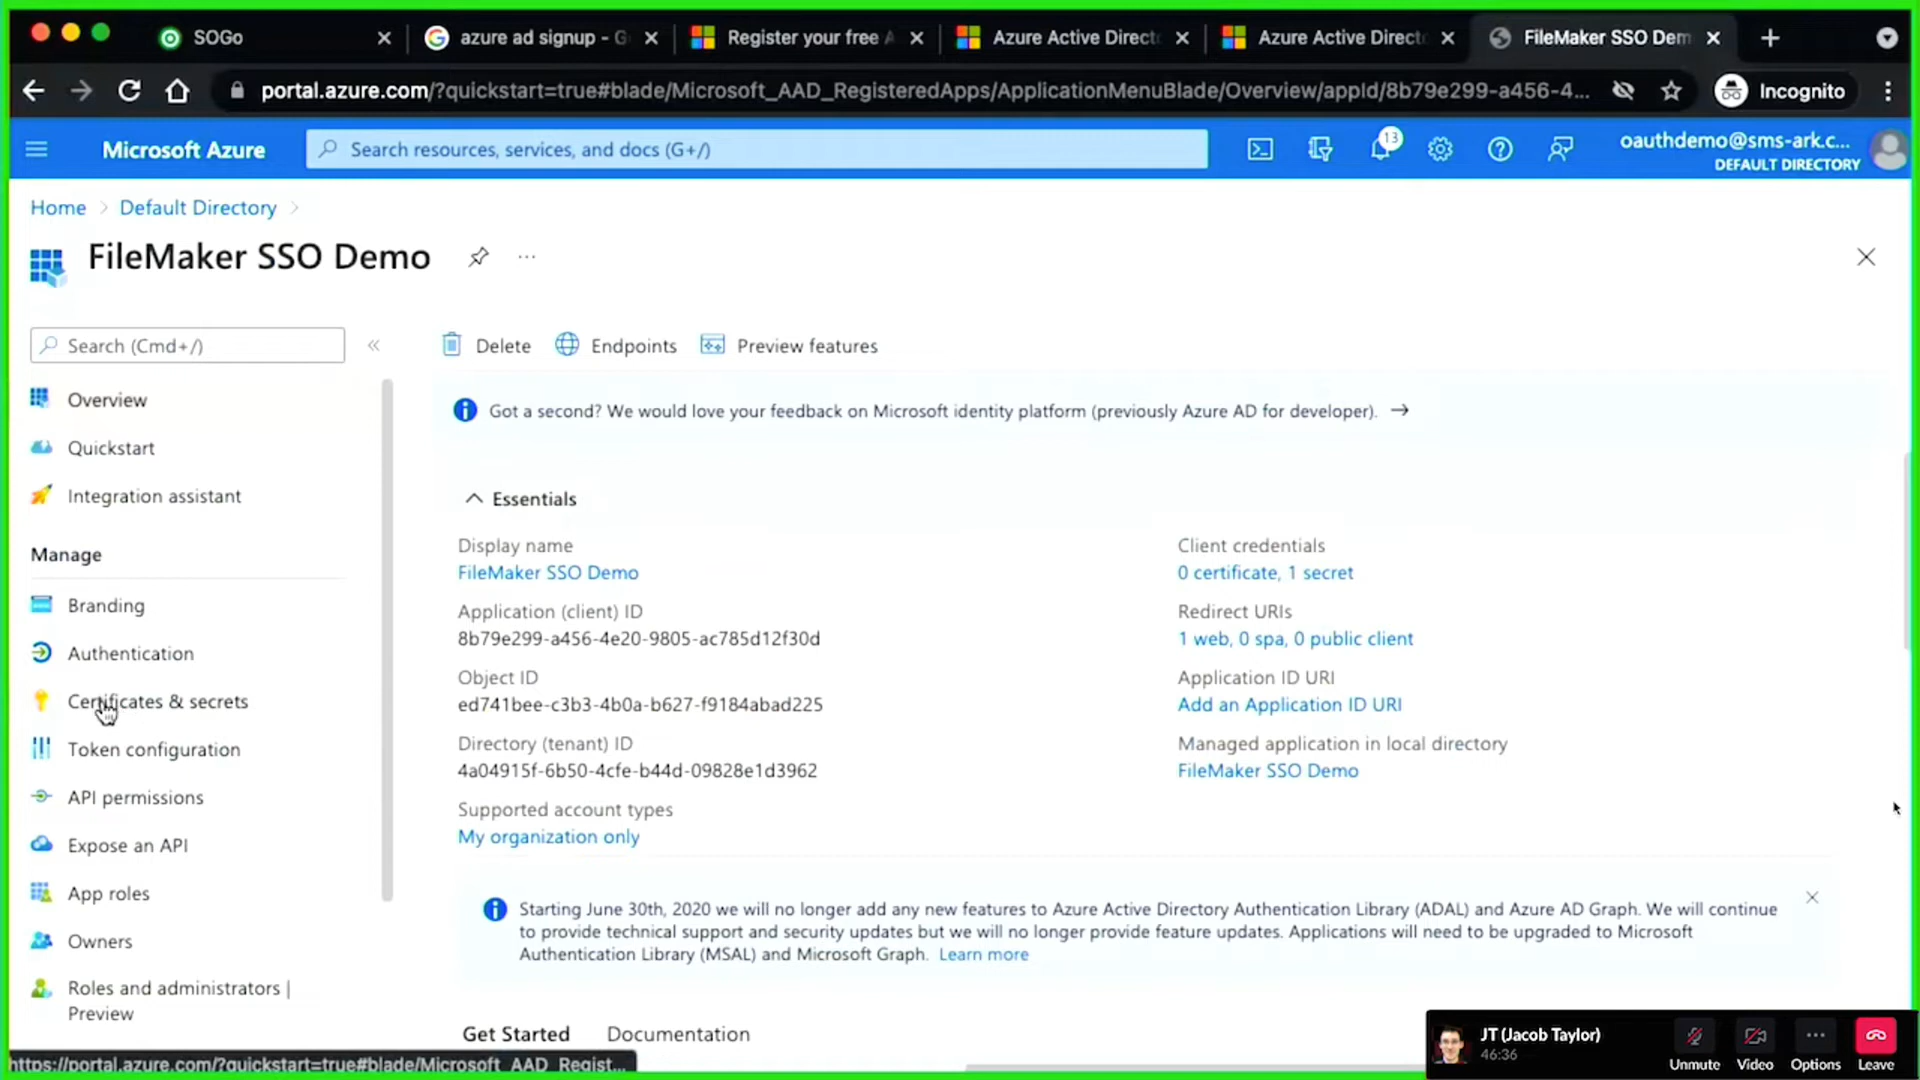 SOGo
azure ad signup - G
Register your free A
Azure Active Direct
Azure Active Direct
FileMaker SSO Dem
portal.azure.com/?quickstart=true#blade/Microsoft_AAD_RegisteredApps/ApplicationMenuBlade/Overview/appId/8b79e299-a456-4...
Incognito
Microsoft Azure
Search resources, services, and docs (G+/)
13
oauthdemo@sms-ark.c...
DEFAULT DIRECTORY
Home
Default Directory
FileMaker SSO Demo
Search (Cmd+/)
Delete
Endpoints
Preview features
Overview
Quickstart
Integration assistant
Manage
Branding
Authentication
Certificates & secrets
Token configuration
API permissions
Expose an API
App roles
Owners
Roles and administrators |
Preview
Got a second? We would love your feedback on Microsoft identity platform (previously Azure AD for developer).
Essentials
Display name
FileMaker SSO Demo
Application (client) ID
8b79e299-a456-4e20-9805-ac785d12f30d
Object ID
ed741bee-c3b3-4b0a-b627-f9184abad225
Directory (tenant) ID
4a04915f-6b50-4cfe-b44d-09828e1d3962
Supported account types
My organization only
Client credentials
0 certificate, 1 secret
Redirect URIs
1 web, 0 spa, 0 public client
Application ID URI
Add an Application ID URI
Managed application in local directory
FileMaker SSO Demo
Starting June 30th, 2020 we will no longer add any new features to Azure Active Directory Authentication Library (ADAL) and Azure AD Graph. We will continue
to provide technical support and security updates but we will no longer provide feature updates. Applications will need to be upgraded to Microsoft
Authentication Library (MSAL) and Microsoft Graph. Learn more
Get Started
Documentation
https://portal.azure.com/?quickstart=true#blade/Microsoft_AAD_Regist...
JT (Jacob Taylor)
46:36
Unmute
Video
Options
Leave